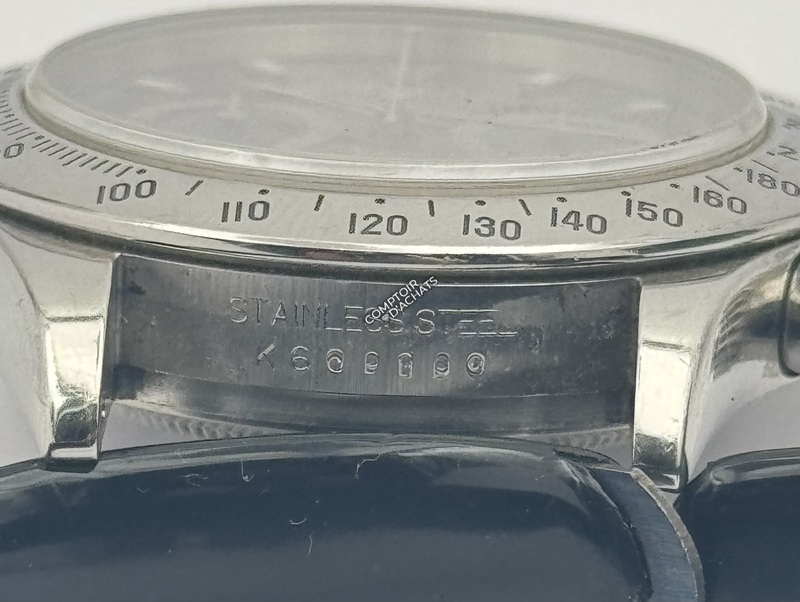 100 110 120 130 140 150 160 180
COMPTOIR
D'ACHATS
STAINLESS STEEL